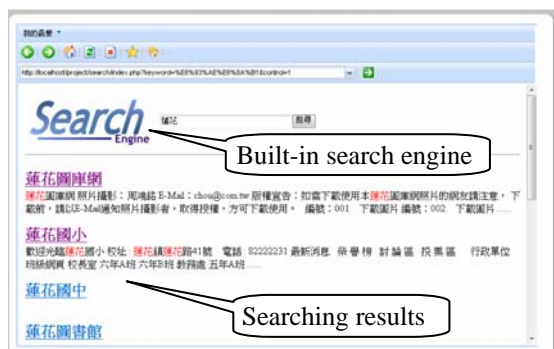 我的最愛
http://localhost/project/search/index.php?keyword=%E8%93%AE%E8%8A%B1&control=1
Search
Engine
蓮花
搜尋
Built-in search engine
蓮花圖庫網
蓮花圖庫網 照片攝影：周鴻銘 E-Mail：chou@com.tw 版權宣告：如需下載使用本蓮花圖庫網照片的網友請注意，下
載前，請以E-Mail通知照片攝影者，取得授權，方可下載使用。 編號：001 下載圖片 編號：002 下載圖片......
蓮花國小
歡迎光臨蓮花國小 校址：蓮花鎮蓮花路41號 電話：82222231 最新消息 榮譽榜 討論區 投票區 行政單位
班級網頁 校長室 六年A班 六年B班 教務處 五年A班......
蓮花國中
Searching results
蓮花圖書館